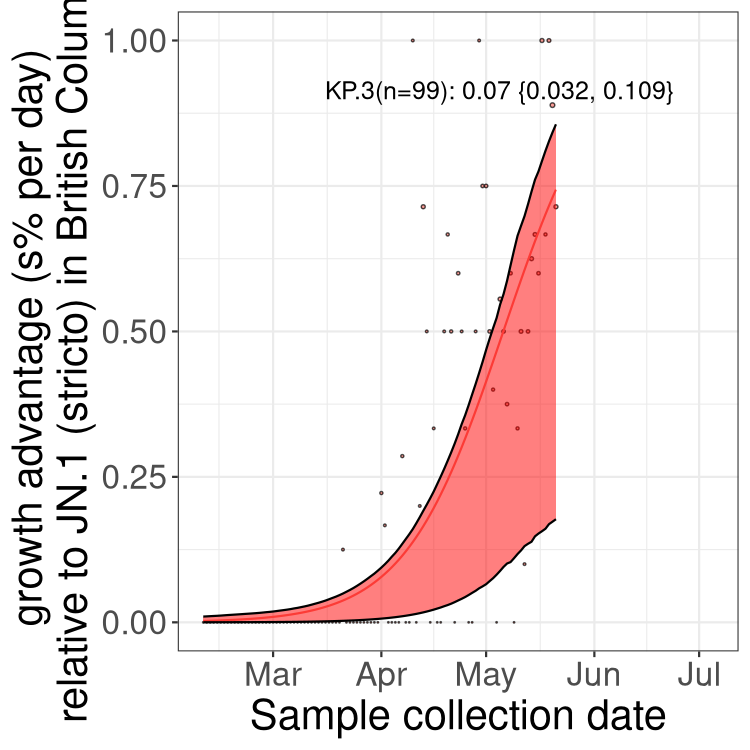 growth advantage (s% per day)
relative to JN.1 (stricto) in British Colum
1.00
0.75
0.50
0.25
0.00
KP.3(n=99): 0.07 {0.032, 0.109}
Mar Apr May Jun Jul
Sample collection date